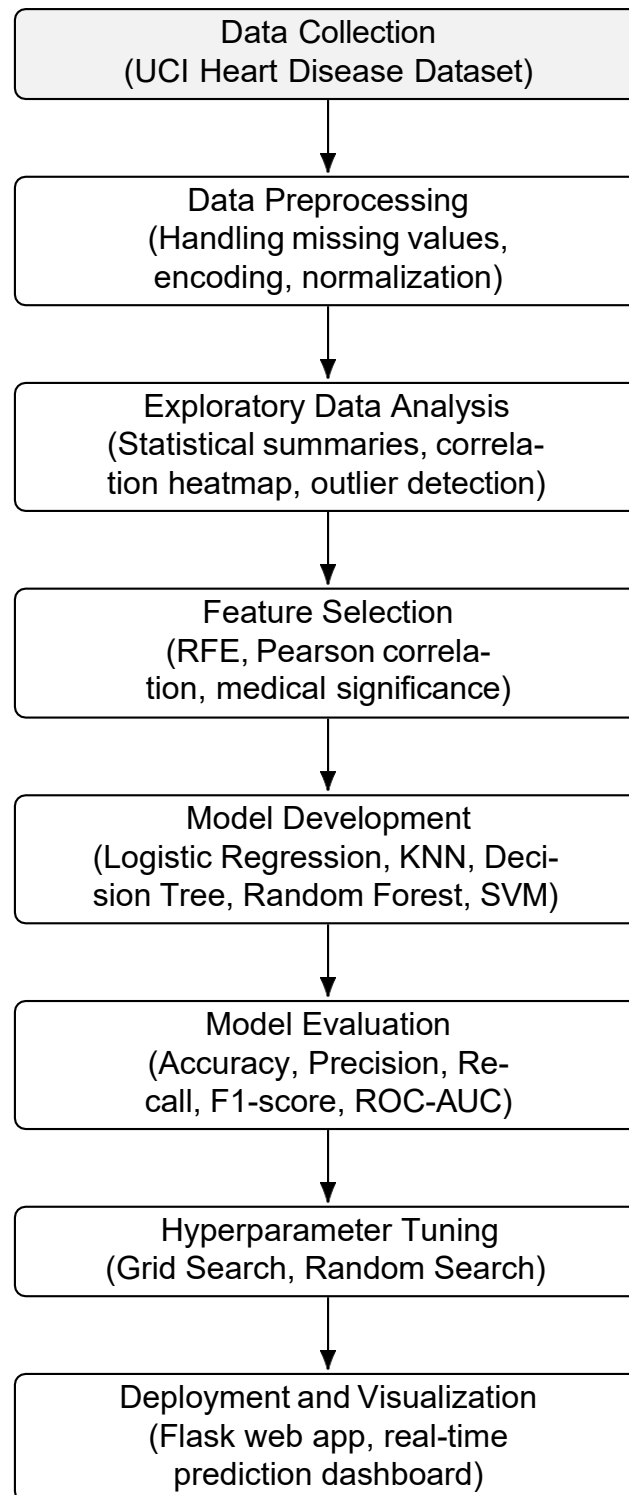 Data Collection
(UCI Heart Disease Dataset)
Data Preprocessing
(Handling missing values,
encoding, normalization)
Exploratory Data Analysis
(Statistical summaries, correla-
tion heatmap, outlier detection)
Feature Selection
(RFE, Pearson correla-
tion, medical significance)
Model Development
(Logistic Regression, KNN, Deci-
sion Tree, Random Forest, SVM)
Model Evaluation
(Accuracy, Precision, Re-
call, F1-score, ROC-AUC)
Hyperparameter Tuning
(Grid Search, Random Search)
Deployment and Visualization
(Flask web app, real-time
prediction dashboard)